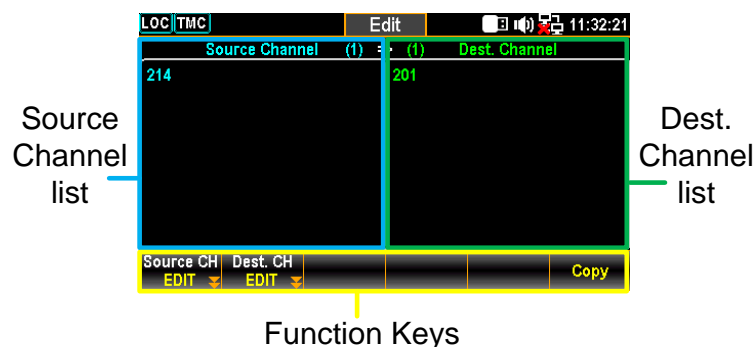 LOC TMC Edit 11:32:21
Source Channel (1) => (1) Dest. Channel
214 201
Source
Channel
list
Dest.
Channel
list
Source CH Dest. CH
EDIT EDIT Copy
Function Keys